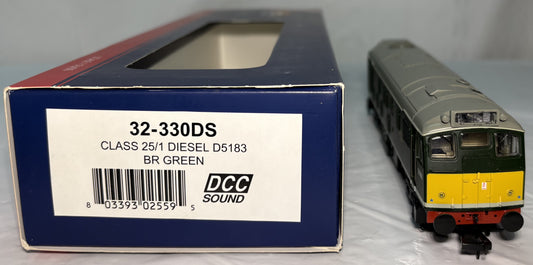 32-330DS
CLASS 25/1 DIESEL D5183
BR GREEN
DCC
SOUND
8 03393 02559 5